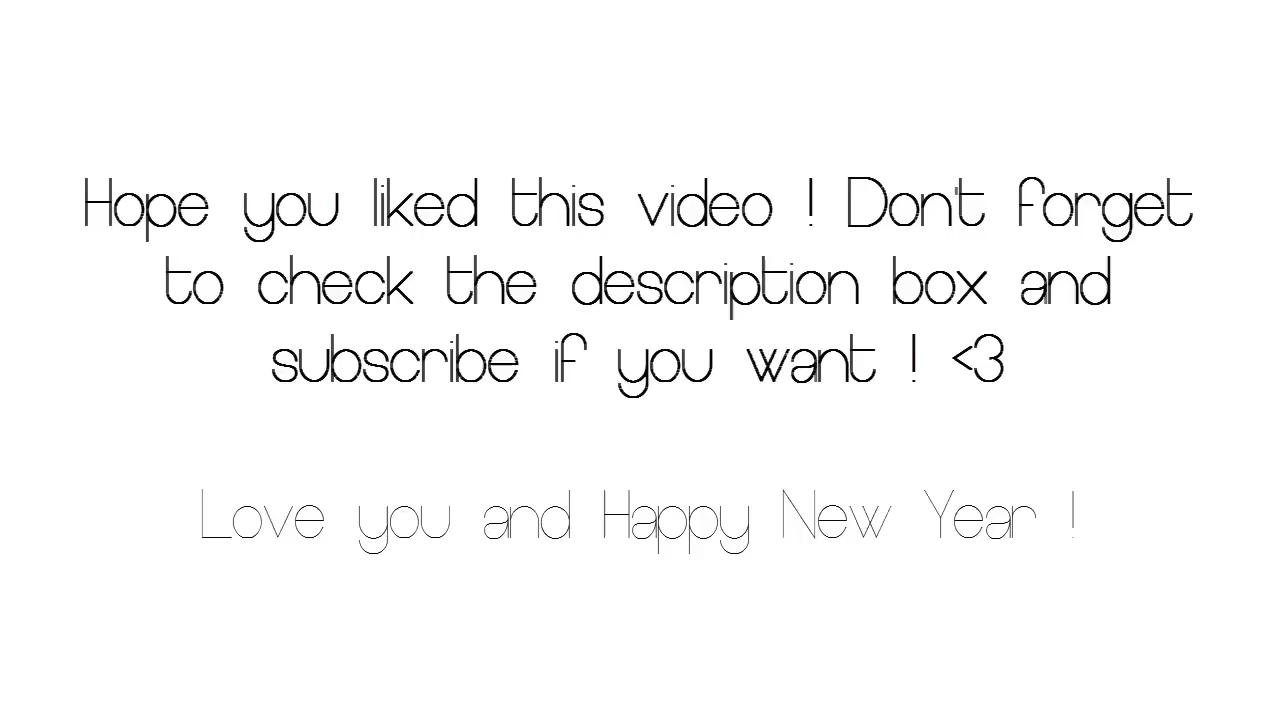 Hope you liked this video ! Don't forget
to check the description box and
subscribe if you want ! <3
Love you and Happy New Year !